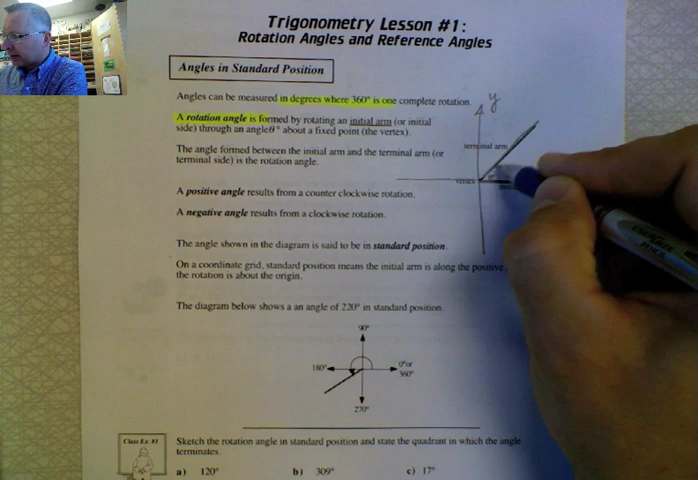 Trigonometry Lesson #1:
Rotation Angles and Reference Angles
Angles in Standard Position
Angles can be measured in degrees where 360° is one complete rotation.
A rotation angle is formed by rotating an initial arm (or initial
side) through an angle θ° about a fixed point (the vertex).
The angle formed between the initial arm and the terminal arm (or
terminal side) is the rotation angle.
y
terminal arm
vertex
A positive angle results from a counter clockwise rotation.
A negative angle results from a clockwise rotation.
The angle shown in the diagram is said to be in standard position.
On a coordinate grid, standard position means the initial arm is along the positive
the rotation is about the origin.
The diagram below shows a an angle of 220° in standard position.
90°
180°
0° or
360°
270°
Class Ex. #1
Sketch the rotation angle in standard position and state the quadrant in which the angle
terminates.
a) 120° b) 309° c) 17°